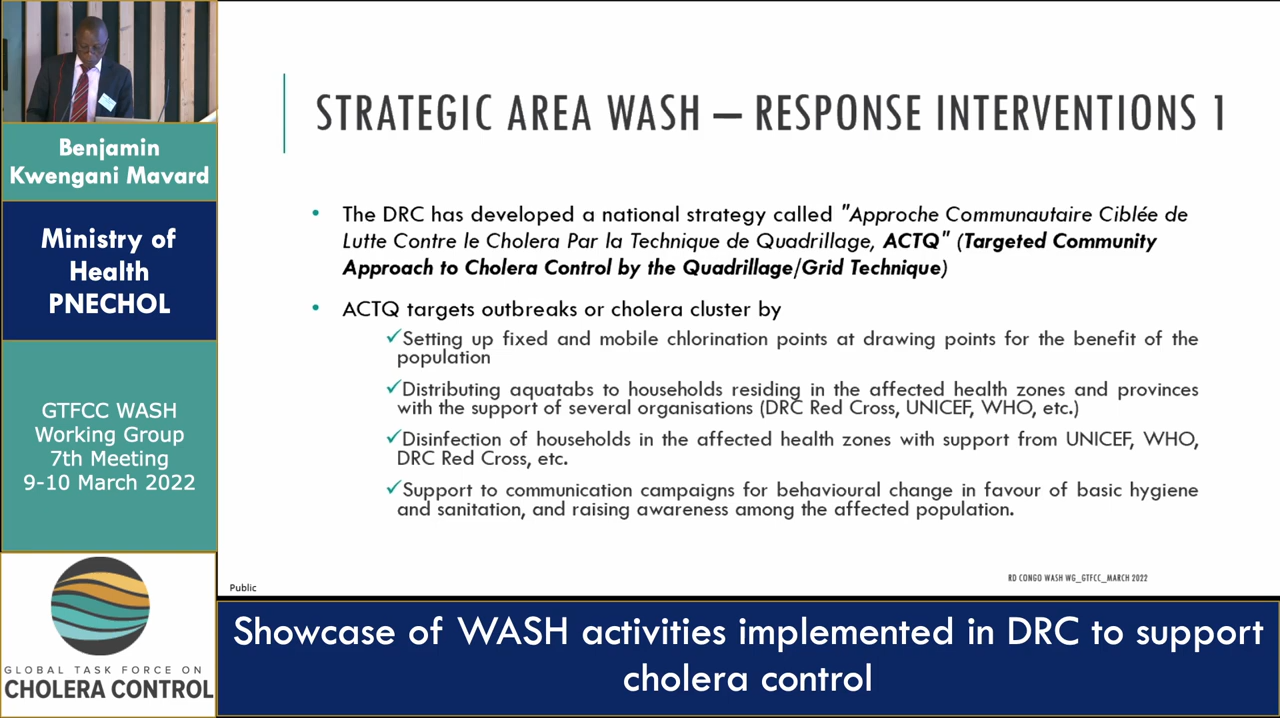 Benjamin
Kwengani Mavard
Ministry of
Health
PNECHOL
GTFCC WASH
Working Group
7th Meeting
9-10 March 2022
GLOBAL TASK FORCE ON
CHOLERA CONTROL
STRATEGIC AREA WASH – RESPONSE INTERVENTIONS 1
• The DRC has developed a national strategy called "Approche Communautaire Ciblée de
Lutte Contre le Cholera Par la Technique de Quadrillage, ACTQ" (Targeted Community
Approach to Cholera Control by the Quadrillage/Grid Technique)
• ACTQ targets outbreaks or cholera cluster by
✓Setting up fixed and mobile chlorination points at drawing points for the benefit of the
population
✓Distributing aquatabs to households residing in the affected health zones and provinces
with the support of several organisations (DRC Red Cross, UNICEF, WHO, etc.)
✓Disinfection of households in the affected health zones with support from UNICEF, WHO,
DRC Red Cross, etc.
✓Support to communication campaigns for behavioural change in favour of basic hygiene
and sanitation, and raising awareness among the affected population.
RD CONGO WASH WG_GTFCC_MARCH 2022
Public
Showcase of WASH activities implemented in DRC to support
cholera control